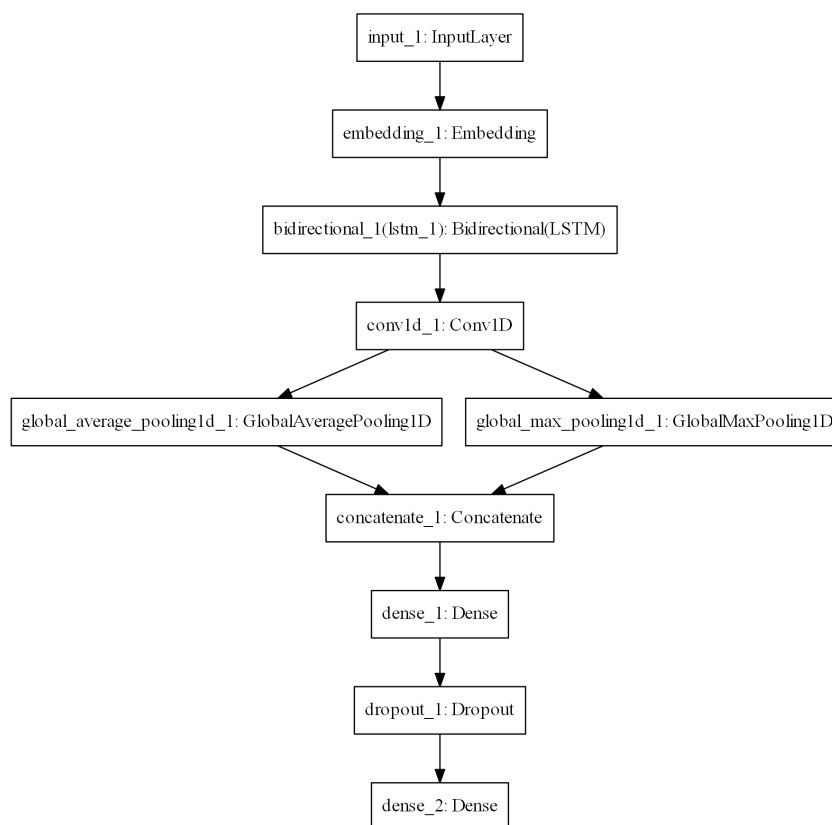 input_1: InputLayer
embedding_1: Embedding
bidirectional_1(lstm_1): Bidirectional(LSTM)
conv1d_1: Conv1D
global_average_pooling1d_1: GlobalAveragePooling1D
global_max_pooling1d_1: GlobalMaxPooling1D
concatenate_1: Concatenate
dense_1: Dense
dropout_1: Dropout
dense_2: Dense